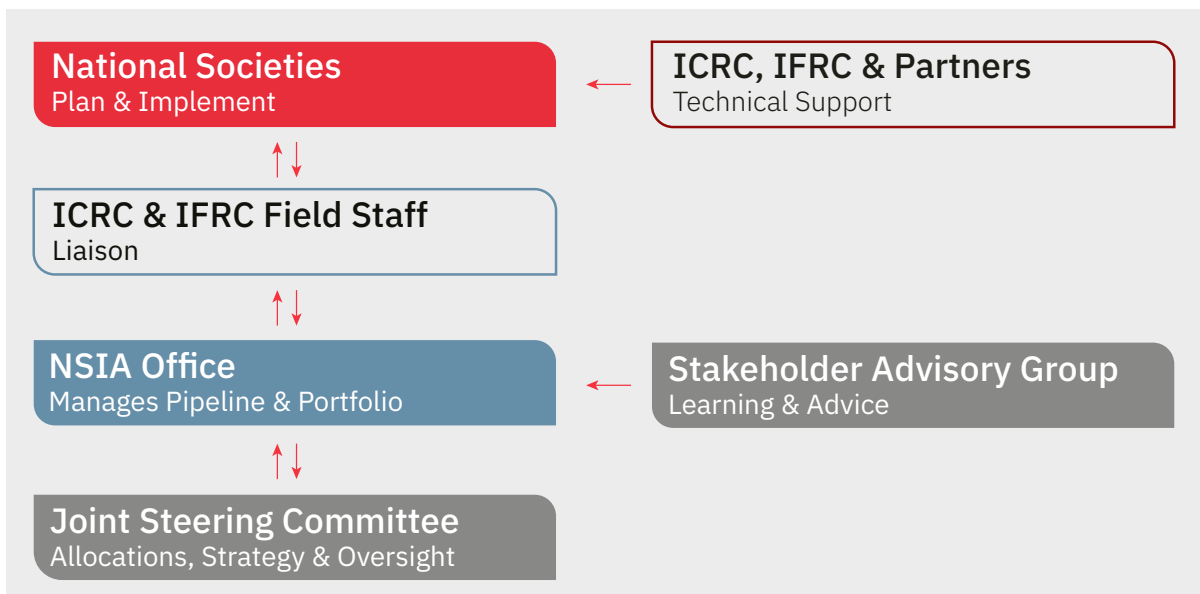 National Societies
Plan & Implement
ICRC, IFRC & Partners
Technical Support
ICRC & IFRC Field Staff
Liaison
NSIA Office
Manages Pipeline & Portfolio
Stakeholder Advisory Group
Learning & Advice
Joint Steering Committee
Allocations, Strategy & Oversight